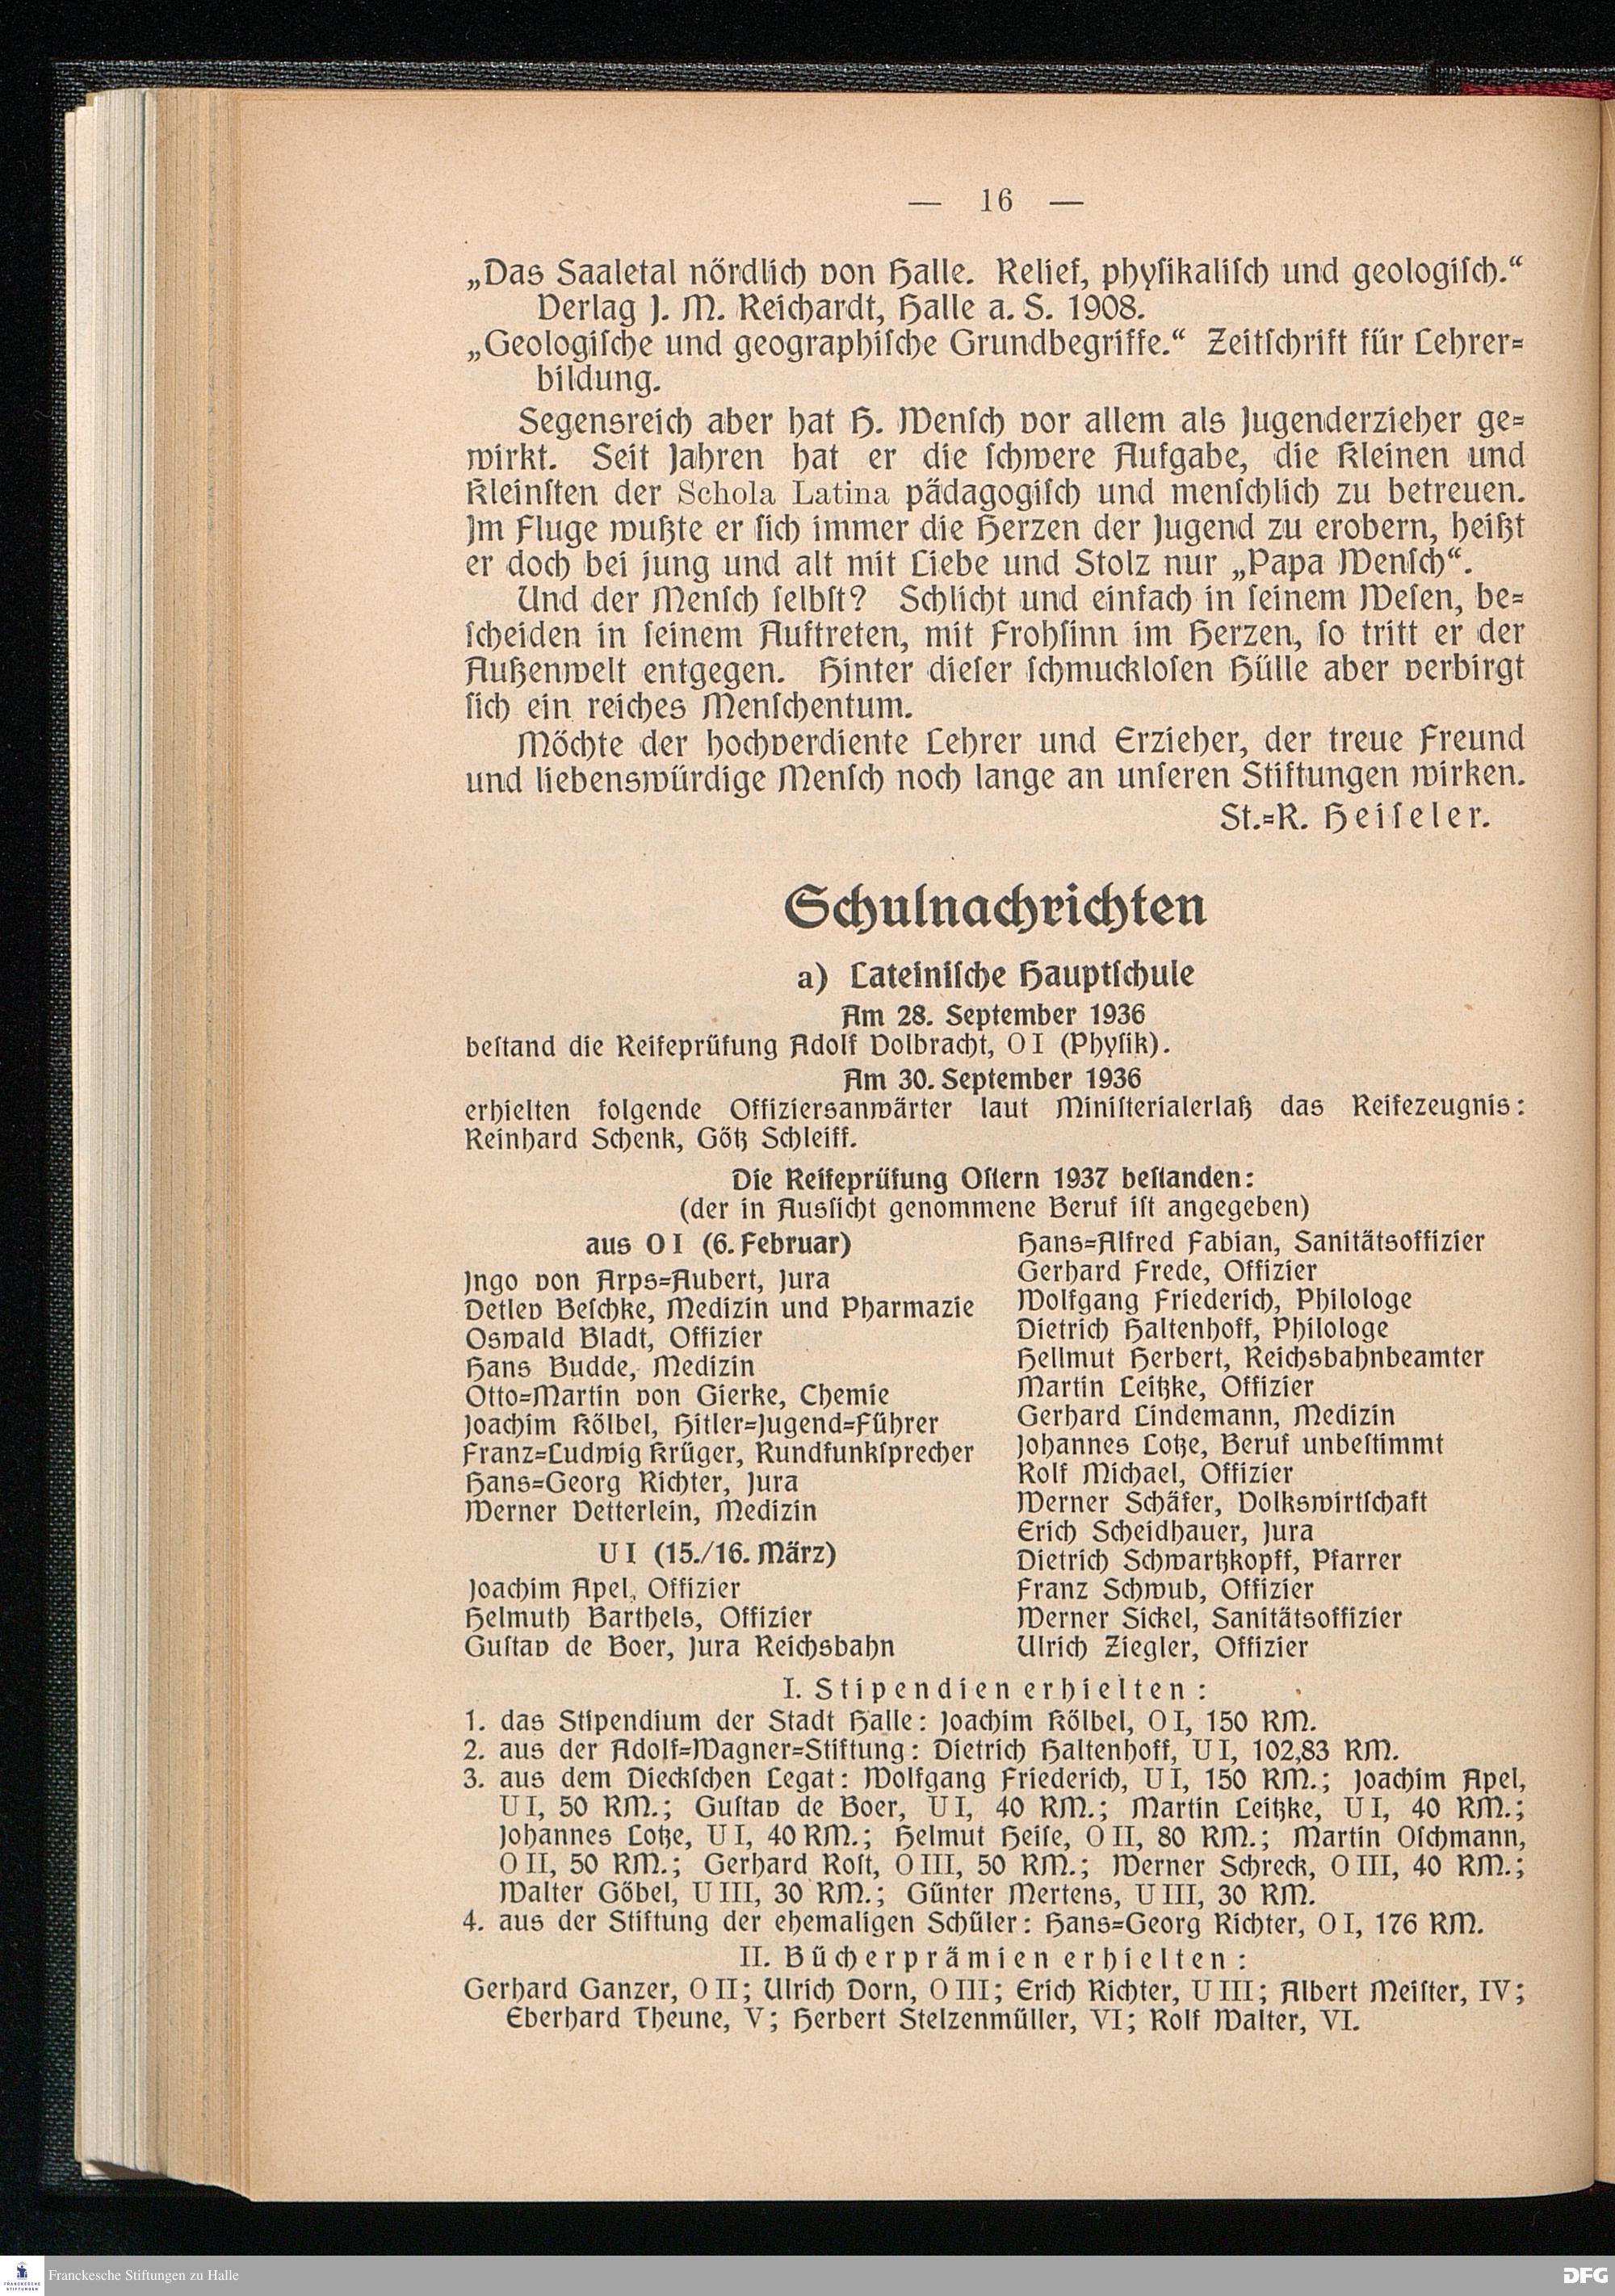 — 16 —
„Das Saaletal nördlich von Halle. Relief, physikalisch und geologisch.“
Verlag J. M. Reichardt, Halle a. S. 1908.
„Geologische und geographische Grundbegriffe.“ Zeitschrift für Lehrer-
bildung.
Segensreich aber hat H. Wensch vor allem als Jugenderzieher ge-
wirkt. Seit Jahren hat er die schwere Aufgabe, die Kleinen und
Kleinsten der Schola Latina pädagogisch und menschlich zu betreuen.
Im Fluge wußte er sich immer die Herzen der Jugend zu erobern, heißt
er doch bei jung und alt mit Liebe und Stolz nur „Papa Wensch“.
Und der Mensch selbst? Schlicht und einfach in seinem Wesen, be-
scheiden in seinem Auftreten, mit Frohsinn im Herzen, so tritt er der
Außenwelt entgegen. Hinter dieser schmucklosen Hülle aber verbirgt
sich ein reiches Menschentum.
Möchte der hochverdiente Lehrer und Erzieher, der treue Freund
und liebenswürdige Mensch noch lange an unseren Stiftungen wirken.
St.-R. Heiseler.
Schulnachrichten
a) Lateinische Hauptschule
Am 28. September 1936
bestand die Reifeprüfung Adolf Volbracht, O I (Physik).
Am 30. September 1936
erhielten folgende Offiziersanwärter laut Ministerialerlaß das Reifezeugnis:
Reinhard Schenk, Götz Schleiff.
Die Reifeprüfung Ostern 1937 bestanden:
(der in Aussicht genommene Beruf ist angegeben)
aus O I (6. Februar)
Ingo von Arps-Aubert, Jura
Detlev Beschke, Medizin und Pharmazie
Oswald Bladt, Offizier
Hans Budde, Medizin
Otto-Martin von Gierke, Chemie
Joachim Kölbel, Hitler-Jugend-Führer
Franz-Ludwig Krüger, Rundfunksprecher
Hans-Georg Richter, Jura
Werner Vetterlein, Medizin
U I (15./16. März)
Joachim Apel, Offizier
Helmuth Barthels, Offizier
Gustav de Boer, Jura Reichsbahn
Hans-Alfred Fabian, Sanitätsoffizier
Gerhard Frede, Offizier
Wolfgang Friederich, Philologe
Dietrich Haltenhoff, Philologe
Hellmut Herbert, Reichsbahnbeamter
Martin Leitzke, Offizier
Gerhard Lindemann, Medizin
Johannes Lotze, Beruf unbestimmt
Rolf Michael, Offizier
Werner Schäfer, Volkswirtschaft
Erich Scheidhauer, Jura
Dietrich Schwartzkopff, Pfarrer
Franz Schwub, Offizier
Werner Sickel, Sanitätsoffizier
Ulrich Ziegler, Offizier
I. Stipendien erhielten:
1. das Stipendium der Stadt Halle: Joachim Kölbel, O I, 150 RM.
2. aus der Adolf-Wagner-Stiftung: Dietrich Haltenhoff, U I, 102,83 RM.
3. aus dem Dieckschen Legat: Wolfgang Friederich, U I, 150 RM.; Joachim Apel,
U I, 50 RM.; Gustav de Boer, U I, 40 RM.; Martin Leitzke, U I, 40 RM.;
Johannes Lotze, U I, 40 RM.; Helmut Heise, O II, 80 RM.; Martin Oschmann,
O II, 50 RM.; Gerhard Rost, O III, 50 RM.; Werner Schreck, O III, 40 RM.;
Walter Göbel, U III, 30 RM.; Günter Mertens, U III, 30 RM.
4. aus der Stiftung der ehemaligen Schüler: Hans-Georg Richter, O I, 176 RM.
II. Bücherprämien erhielten:
Gerhard Ganzer, O II; Ulrich Dorn, O III; Erich Richter, U III; Albert Meister, IV;
Eberhard Theune, V; Herbert Stelzenmüller, VI; Rolf Walter, VI.
FRANCKESCHE STIFTUNGEN
Franckesche Stiftungen zu Halle
DFG